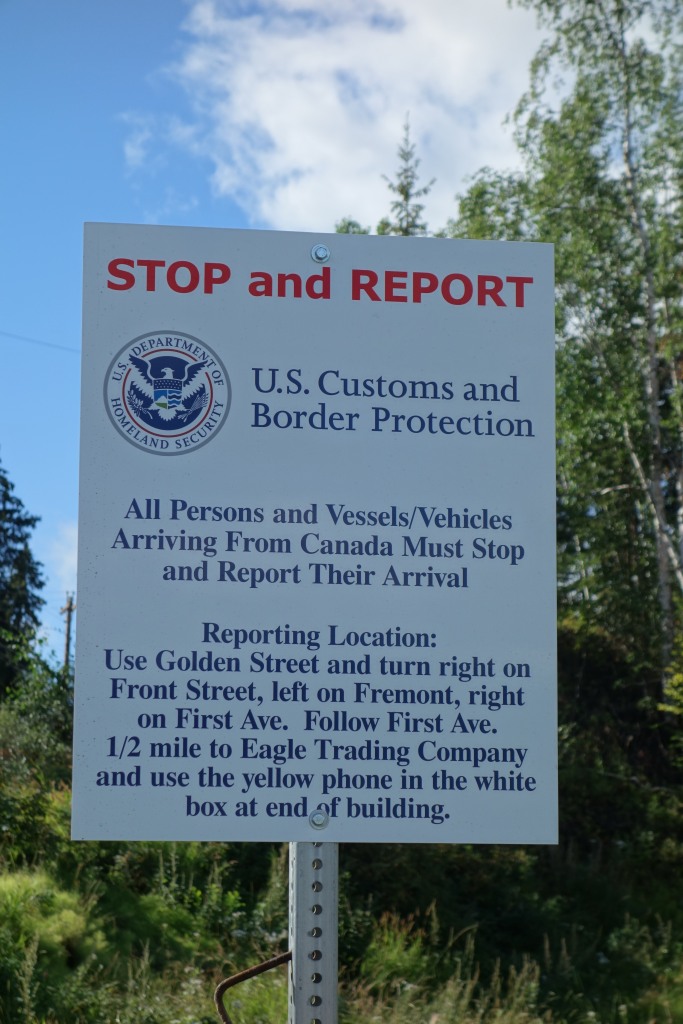 STOP and REPORT
U.S. DEPARTMENT OF
HOMELAND SECURITY
U.S. Customs and
Border Protection
All Persons and Vessels/Vehicles
Arriving From Canada Must Stop
and Report Their Arrival
Reporting Location:
Use Golden Street and turn right on
Front Street, left on Fremont, right
on First Ave. Follow First Ave.
1/2 mile to Eagle Trading Company
and use the yellow phone in the white
box at end of building.